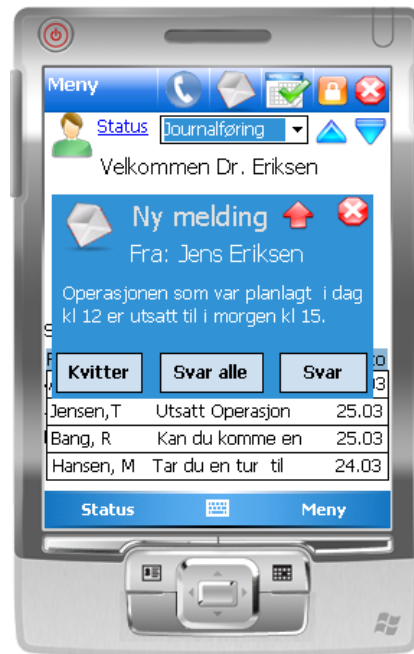 Meny
Status Journalføring
Velkommen Dr. Eriksen
Ny melding
Fra: Jens Eriksen
Operasjonen som var planlagt i dag
kl 12 er utsatt til i morgen kl 15.
Kvitter Svar alle Svar
Jensen,T Utsatt Operasjon 25.03
Bang, R Kan du komme en 25.03
Hansen, M Tar du en tur til 24.03
Status Meny